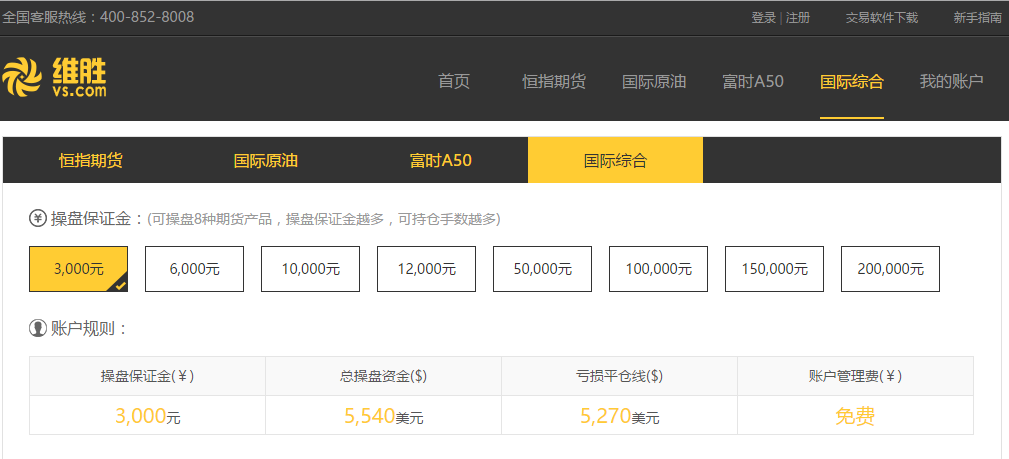 全国客服热线：400-852-8008 登录 | 注册 交易软件下载 新手指南
维胜
vs.com
首页 恒指期货 国际原油 富时A50 国际综合 我的账户
恒指期货 国际原油 富时A50 国际综合
¥ 操盘保证金：(可操盘8种期货产品，操盘保证金越多，可持仓手数越多)
3,000元 6,000元 10,000元 12,000元 50,000元 100,000元 150,000元 200,000元
账户规则：
操盘保证金(¥) 总操盘资金($) 亏损平仓线($) 账户管理费(¥)
3,000元 5,540美元 5,270美元 免费